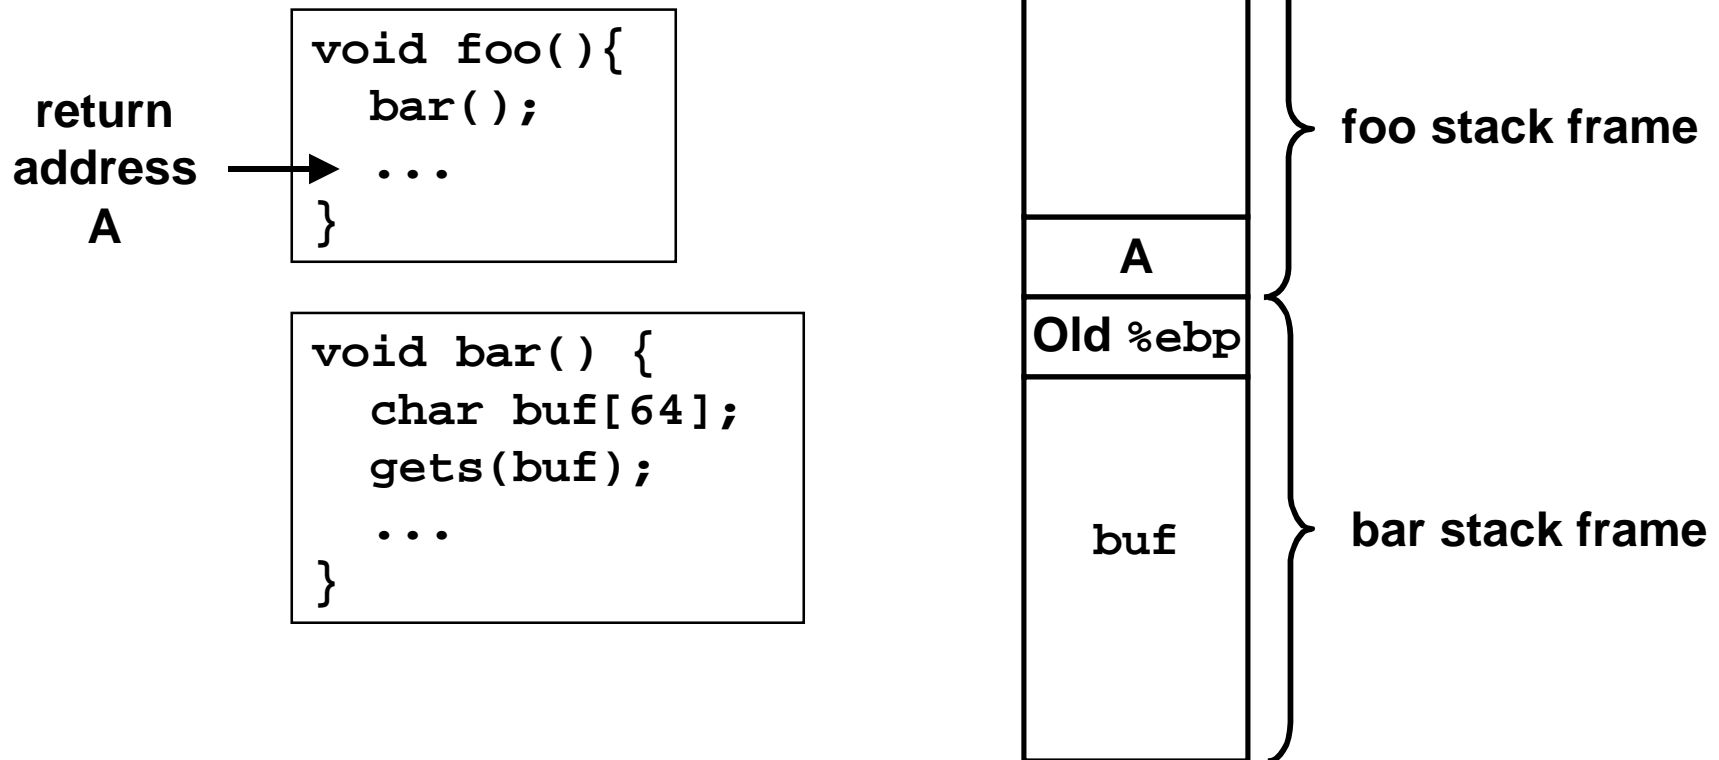 return
address
A
void foo(){
  bar();
  ...
}
void bar() {
  char buf[64];
  gets(buf);
  ...
}
A
Old %ebp
buf
foo stack frame
bar stack frame